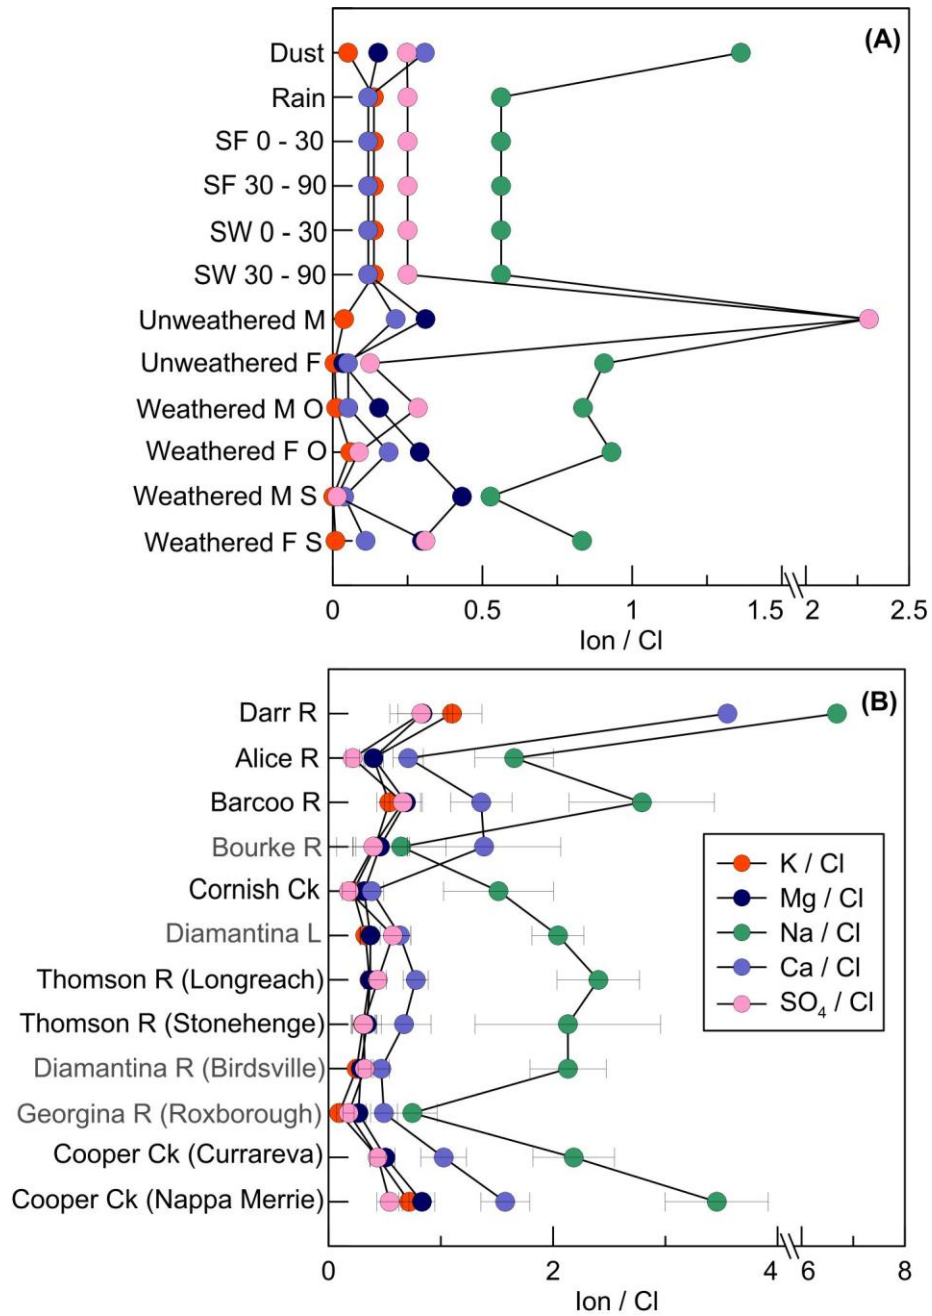 (A)
Dust
Rain
SF 0 - 30
SF 30 - 90
SW 0 - 30
SW 30 - 90
Unweathered M
Unweathered F
Weathered M O
Weathered F O
Weathered M S
Weathered F S
0 0.5 1 1.5 2 2.5
Ion / Cl
(B)
Darr R
Alice R
Barcoo R
Bourke R
Cornish Ck
Diamantina L
Thomson R (Longreach)
Thomson R (Stonehenge)
Diamantina R (Birdsville)
Georgina R (Roxborough)
Cooper Ck (Currareva)
Cooper Ck (Nappa Merrie)
K / Cl
Mg / Cl
Na / Cl
Ca / Cl
SO₄ / Cl
0 2 4 6 8
Ion / Cl